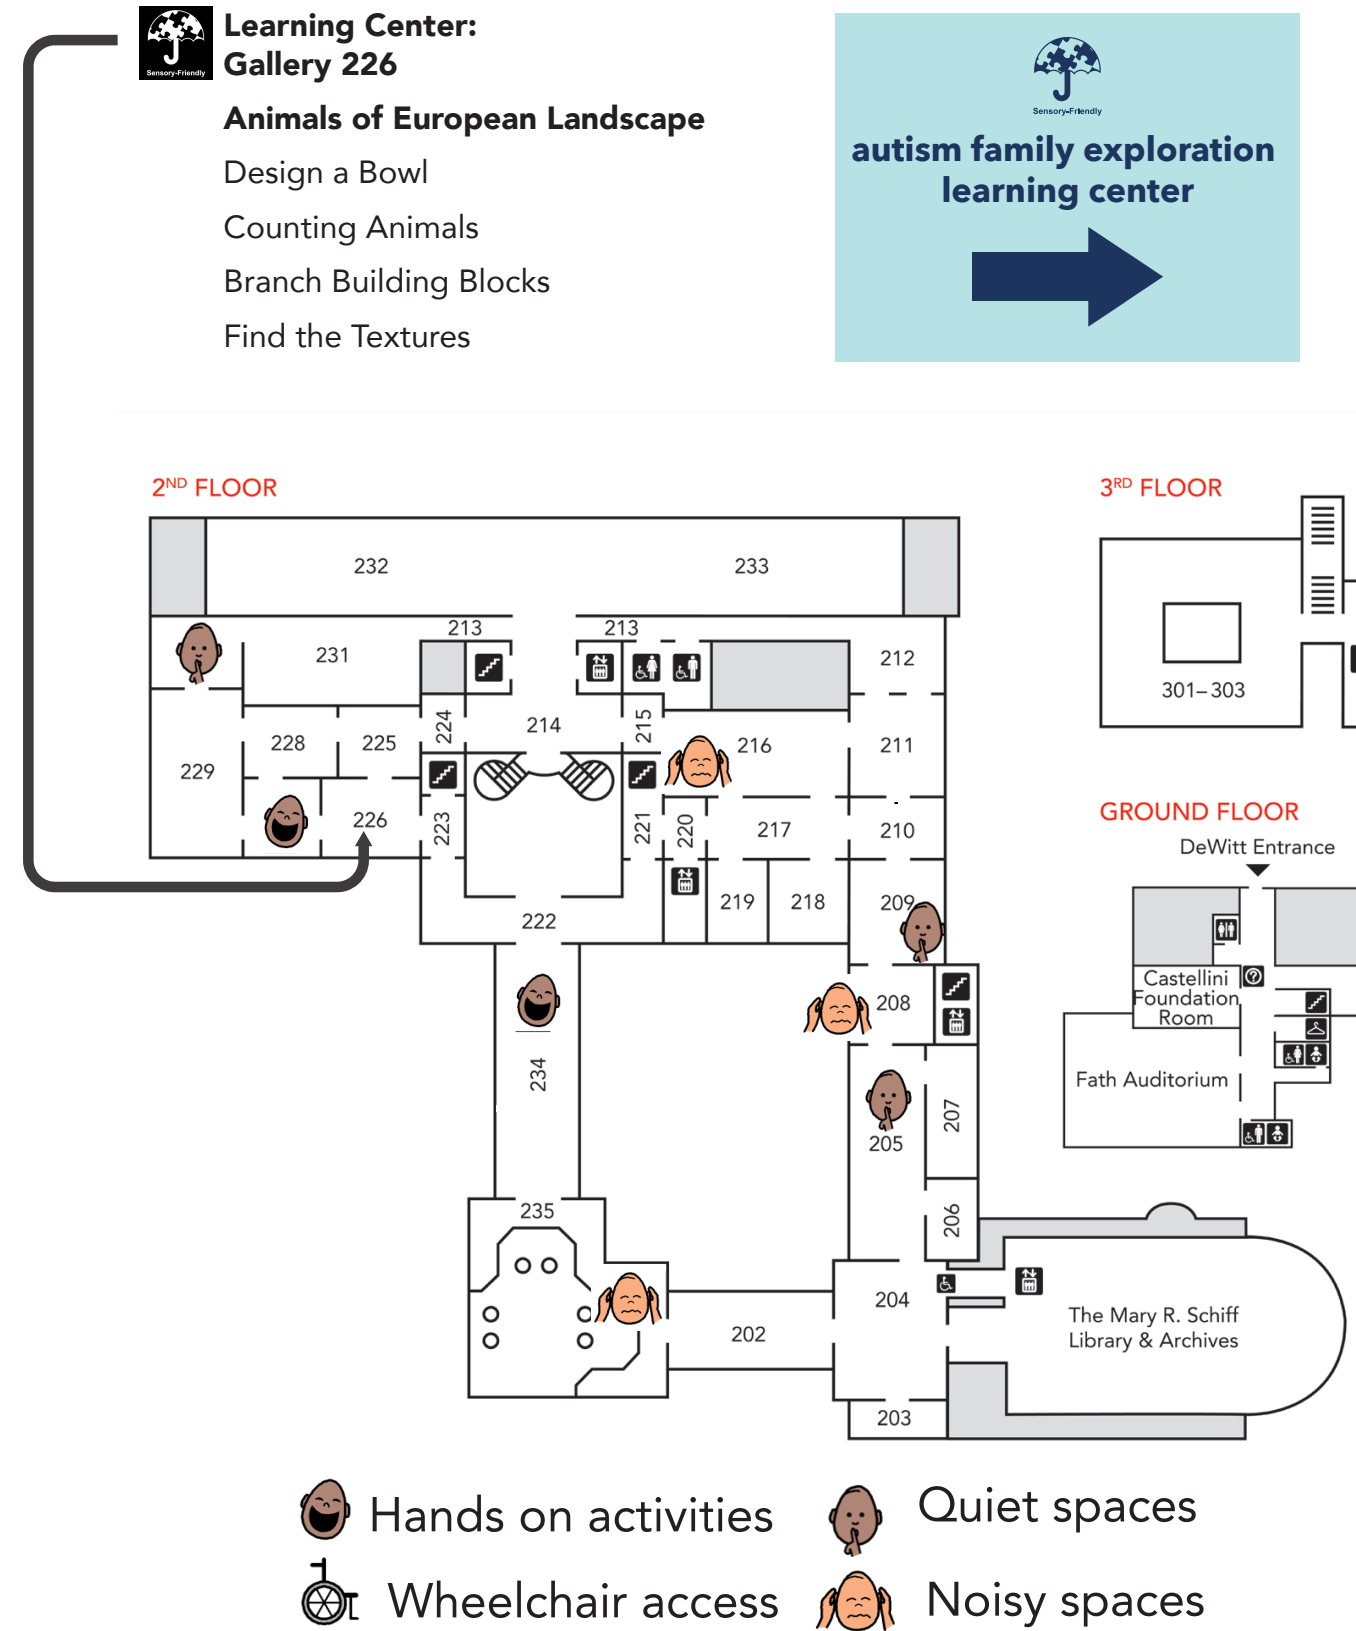 Sensory-Friendly
Learning Center:
Gallery 226
Animals of European Landscape
Design a Bowl
Counting Animals
Branch Building Blocks
Find the Textures
Sensory-Friendly
autism family exploration
learning center
2ND FLOOR
232
233
213
213
231
212
224
214
215
228
225
216
211
229
226
223
221
220
217
210
219
218
209
222
208
234
205
207
206
235
204
202
203
The Mary R. Schiff
Library & Archives
3RD FLOOR
301–303
GROUND FLOOR
DeWitt Entrance
Castellini
Foundation
Room
?
Fath Auditorium
Hands on activities
Quiet spaces
Wheelchair access
Noisy spaces